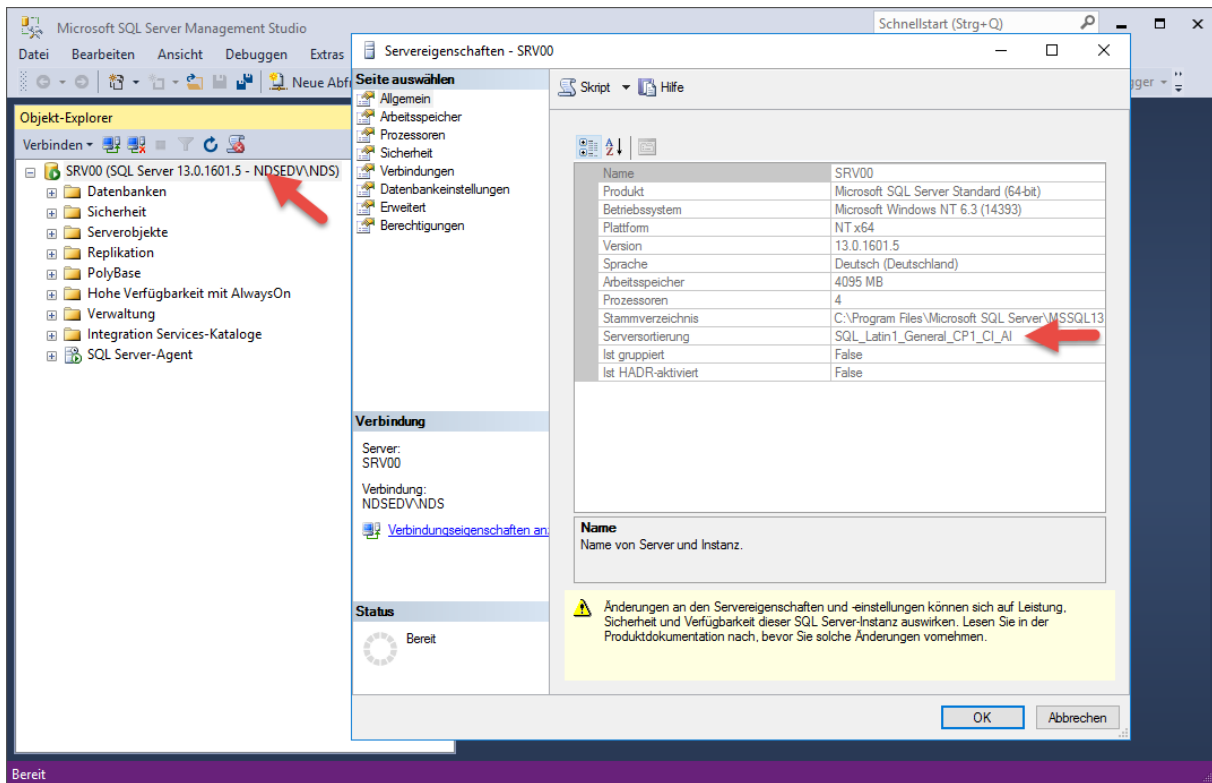 Microsoft SQL Server Management Studio
Schnellstart (Strg+Q)
Datei Bearbeiten Ansicht Debuggen Extras
Neue Abf
Objekt-Explorer
Verbinden
SRV00 (SQL Server 13.0.1601.5 - NDSEDV\NDS)
Datenbanken
Sicherheit
Serverobjekte
Replikation
PolyBase
Hohe Verfügbarkeit mit AlwaysOn
Verwaltung
Integration Services-Kataloge
SQL Server-Agent
Servereigenschaften - SRV00
Seite auswählen
Allgemein
Arbeitsspeicher
Prozessoren
Sicherheit
Verbindungen
Datenbankeinstellungen
Erweitert
Berechtigungen
Verbindung
Server:
SRV00
Verbindung:
NDSEDV\NDS
Verbindungseigenschaften an
Status
Bereit
Skript Hilfe
Name SRV00
Produkt Microsoft SQL Server Standard (64-bit)
Betriebssystem Microsoft Windows NT 6.3 (14393)
Plattform NT x64
Version 13.0.1601.5
Sprache Deutsch (Deutschland)
Arbeitsspeicher 4095 MB
Prozessoren 4
Stammverzeichnis C:\Program Files\Microsoft SQL Server\MSSQL13
Serversortierung SQL_Latin1_General_CP1_CI_AI
Ist gruppiert False
Ist HADR-aktiviert False
Name
Name von Server und Instanz.
Änderungen an den Servereigenschaften und -einstellungen können sich auf Leistung,
Sicherheit und Verfügbarkeit dieser SQL Server-Instanz auswirken. Lesen Sie in der
Produktdokumentation nach, bevor Sie solche Änderungen vornehmen.
OK Abbrechen
Bereit